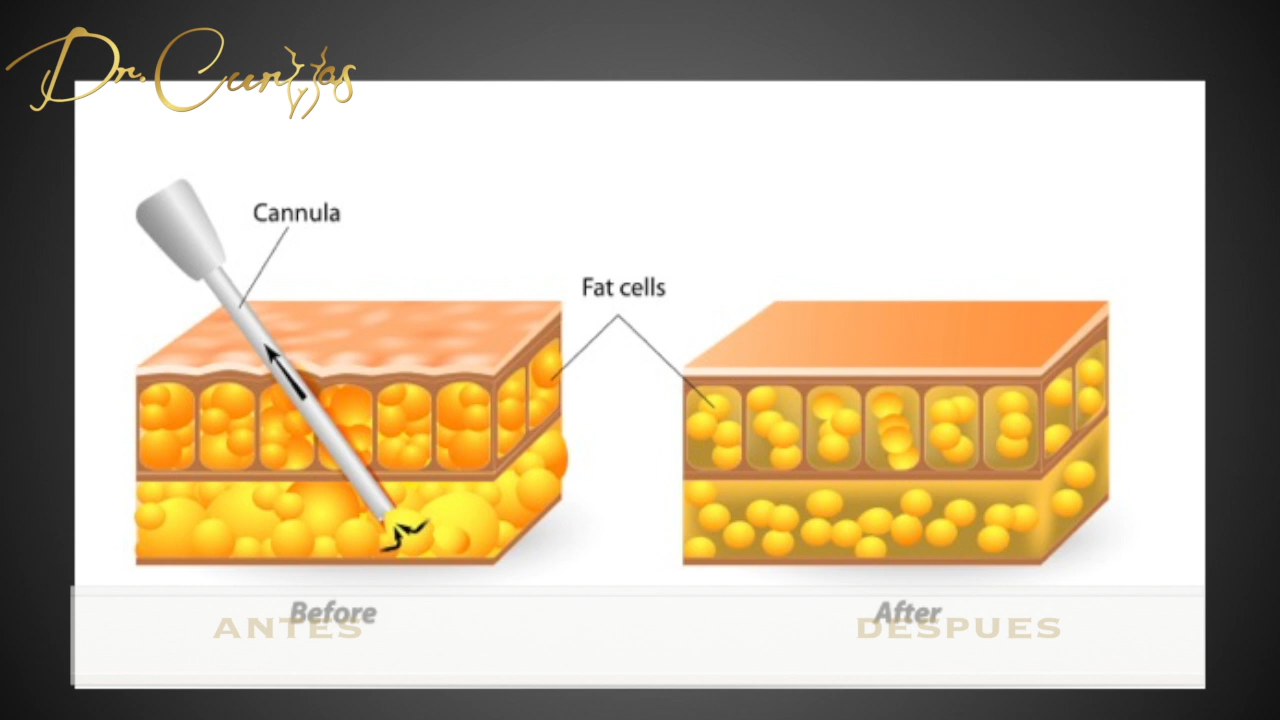 Dr. Curvas
Cannula
Fat cells
Before
After
ANTES
DESPUES